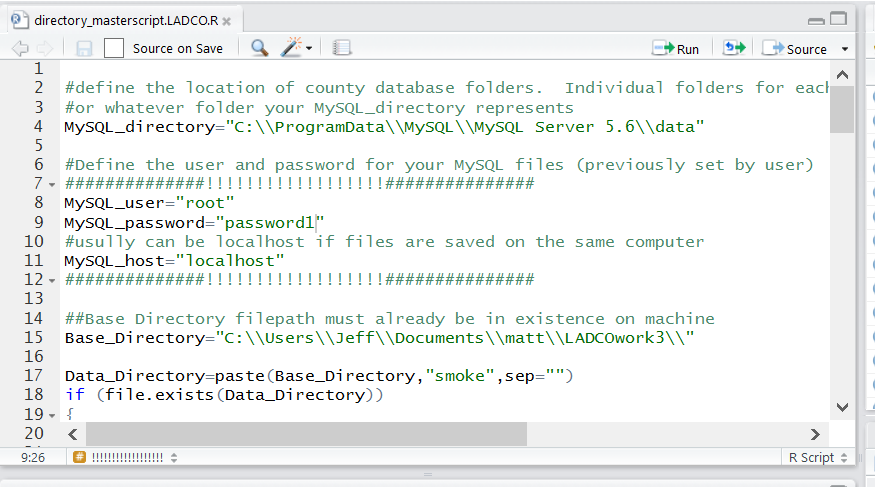 directory_masterscript.LADCO.R
Source on Save
Run
Source
1
2 #define the location of county database folders.  Individual folders for each
3 #or whatever folder your MySQL_directory represents
4 MySQL_directory="C:\\ProgramData\\MySQL\\MySQL Server 5.6\\data"
5
6 #Define the user and password for your MySQL files (previously set by user)
7 ##############!!!!!!!!!!!!!!!!!!!################
8 MySQL_user="root"
9 MySQL_password="password1"
10 #usully can be localhost if files are saved on the same computer
11 MySQL_host="localhost"
12 ##############!!!!!!!!!!!!!!!!!!!################
13
14 ##Base Directory filepath must already be in existence on machine
15 Base_Directory="C:\\Users\\Jeff\\Documents\\matt\\LADCOwork3\\"
16
17 Data_Directory=paste(Base_Directory,"smoke",sep="")
18 if (file.exists(Data_Directory))
19 {
20
9:26
# !!!!!!!!!!!!!!!!!!!
R Script